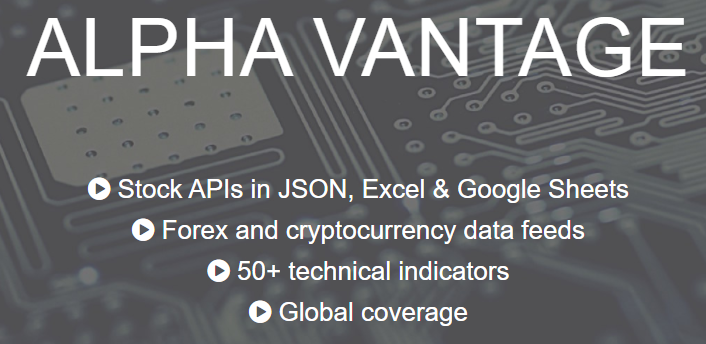 ALPHA VANTAGE
Stock APIs in JSON, Excel & Google Sheets
Forex and cryptocurrency data feeds
50+ technical indicators
Global coverage